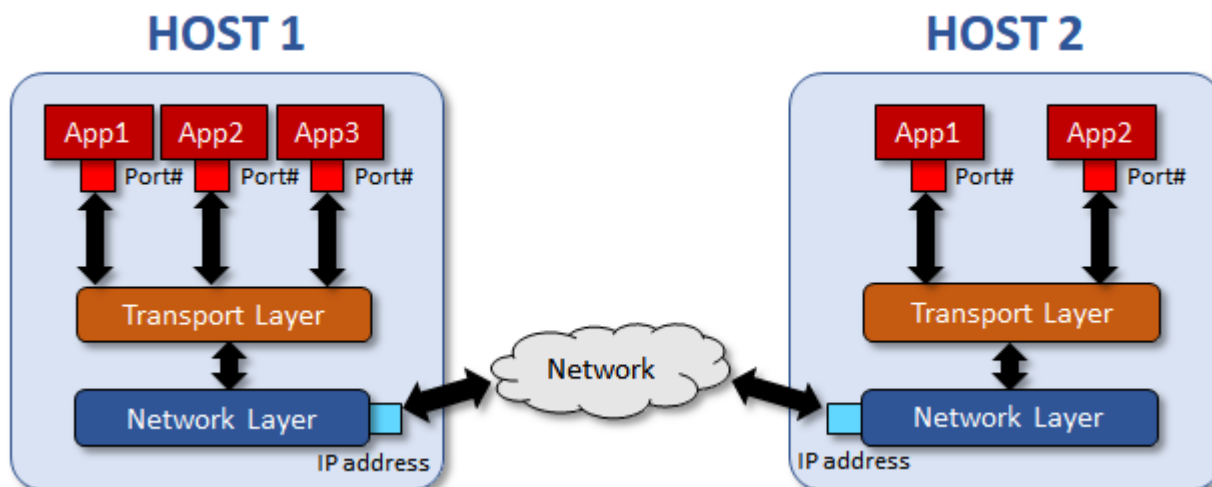 HOST 1
HOST 2
App1 App2 App3
Port# Port# Port#
App1 App2
Port# Port#
Transport Layer
Transport Layer
Network
Network Layer
IP address
Network Layer
IP address